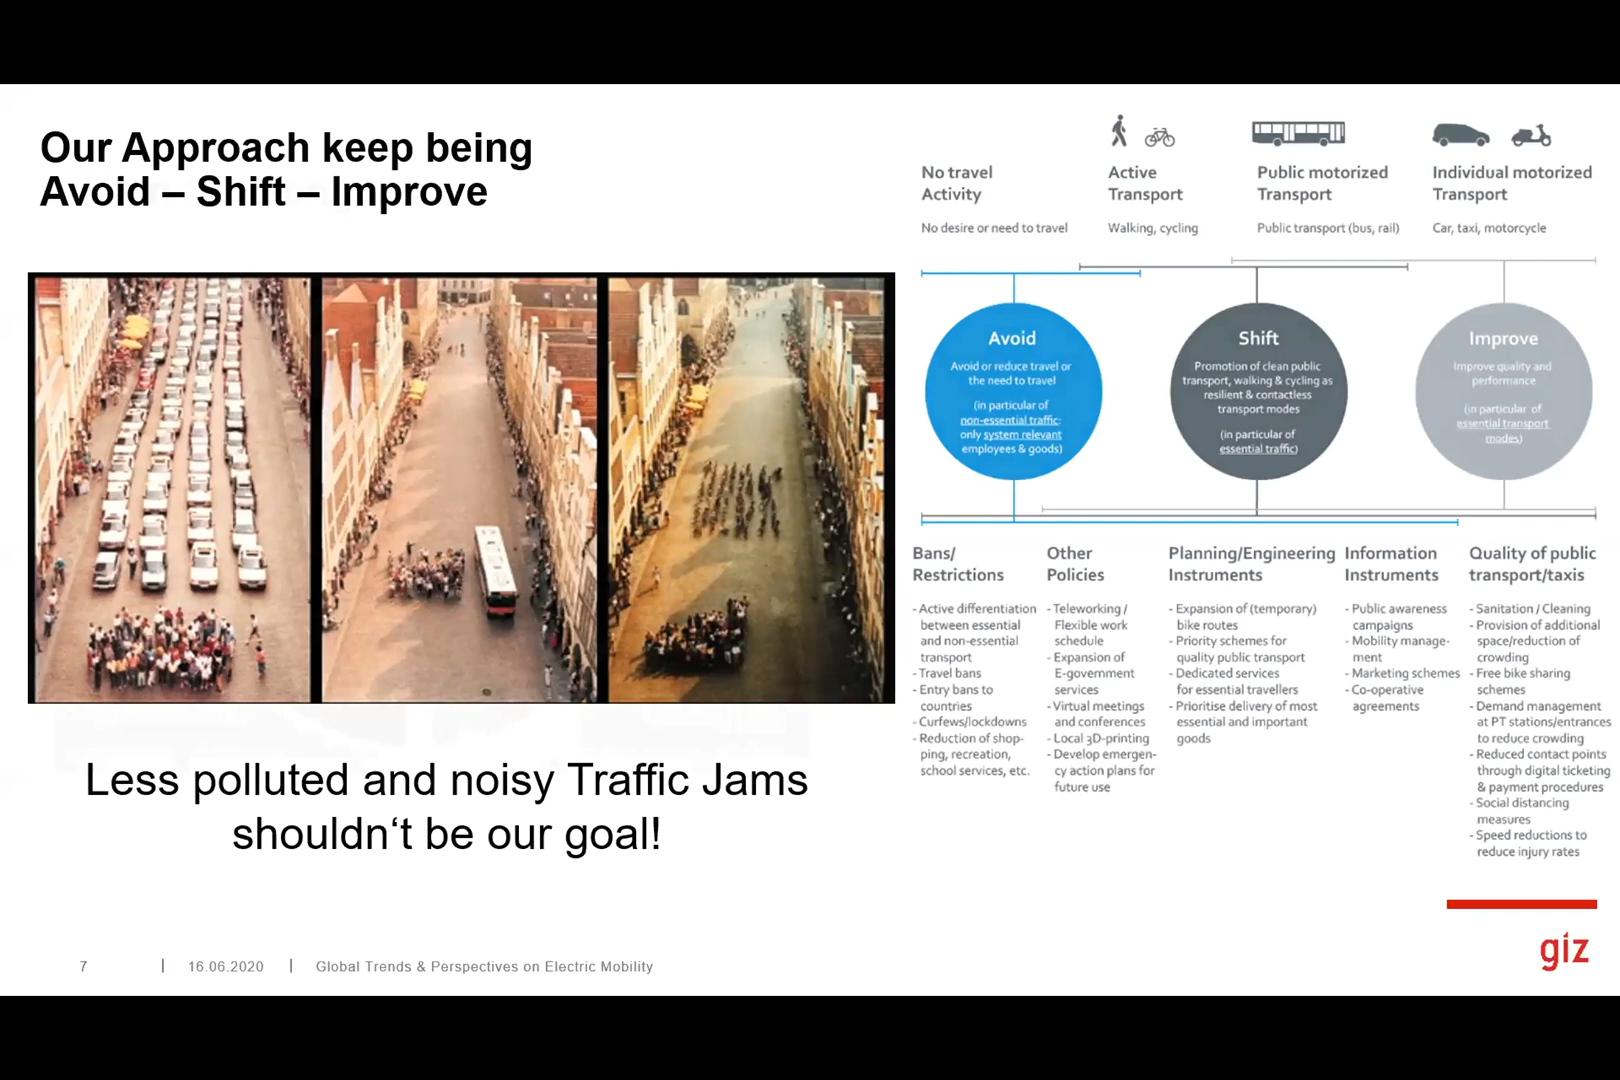 Our Approach keep being
Avoid – Shift – Improve
Less polluted and noisy Traffic Jams
shouldn‘t be our goal!
No travel
Activity
No desire or need to travel
Active
Transport
Walking, cycling
Public motorized
Transport
Public transport (bus, rail)
Individual motorized
Transport
Car, taxi, motorcycle
Avoid
Avoid or reduce travel or
the need to travel
(in particular of
non-essential traffic:
only system relevant
employees & goods)
Shift
Promotion of clean public
transport, walking & cycling as
resilient & contactless
transport modes
(in particular of
essential traffic)
Improve
Improve quality and
performance
(in particular of
essential transport
modes)
Bans/
Restrictions
- Active differentiation
between essential
and non-essential
transport
- Travel bans
- Entry bans to
countries
- Curfews/lockdowns
- Reduction of shop-
ping, recreation,
school services, etc.
Other
Policies
- Teleworking /
Flexible work
schedule
- Expansion of
E-government
services
- Virtual meetings
and conferences
- Local 3D-printing
- Develop emergen-
cy action plans for
future use
Planning/Engineering
Instruments
- Expansion of (temporary)
bike routes
- Priority schemes for
quality public transport
- Dedicated services
for essential travellers
- Prioritise delivery of most
essential and important
goods
Information
Instruments
- Public awareness
campaigns
- Mobility manage-
ment
- Marketing schemes
- Co-operative
agreements
Quality of public
transport/taxis
- Sanitation / Cleaning
- Provision of additional
space/reduction of
crowding
- Free bike sharing
schemes
- Demand management
at PT stations/entrances
to reduce crowding
- Reduced contact points
through digital ticketing
& payment procedures
- Social distancing
measures
- Speed reductions to
reduce injury rates
7 | 16.06.2020 | Global Trends & Perspectives on Electric Mobility
giz